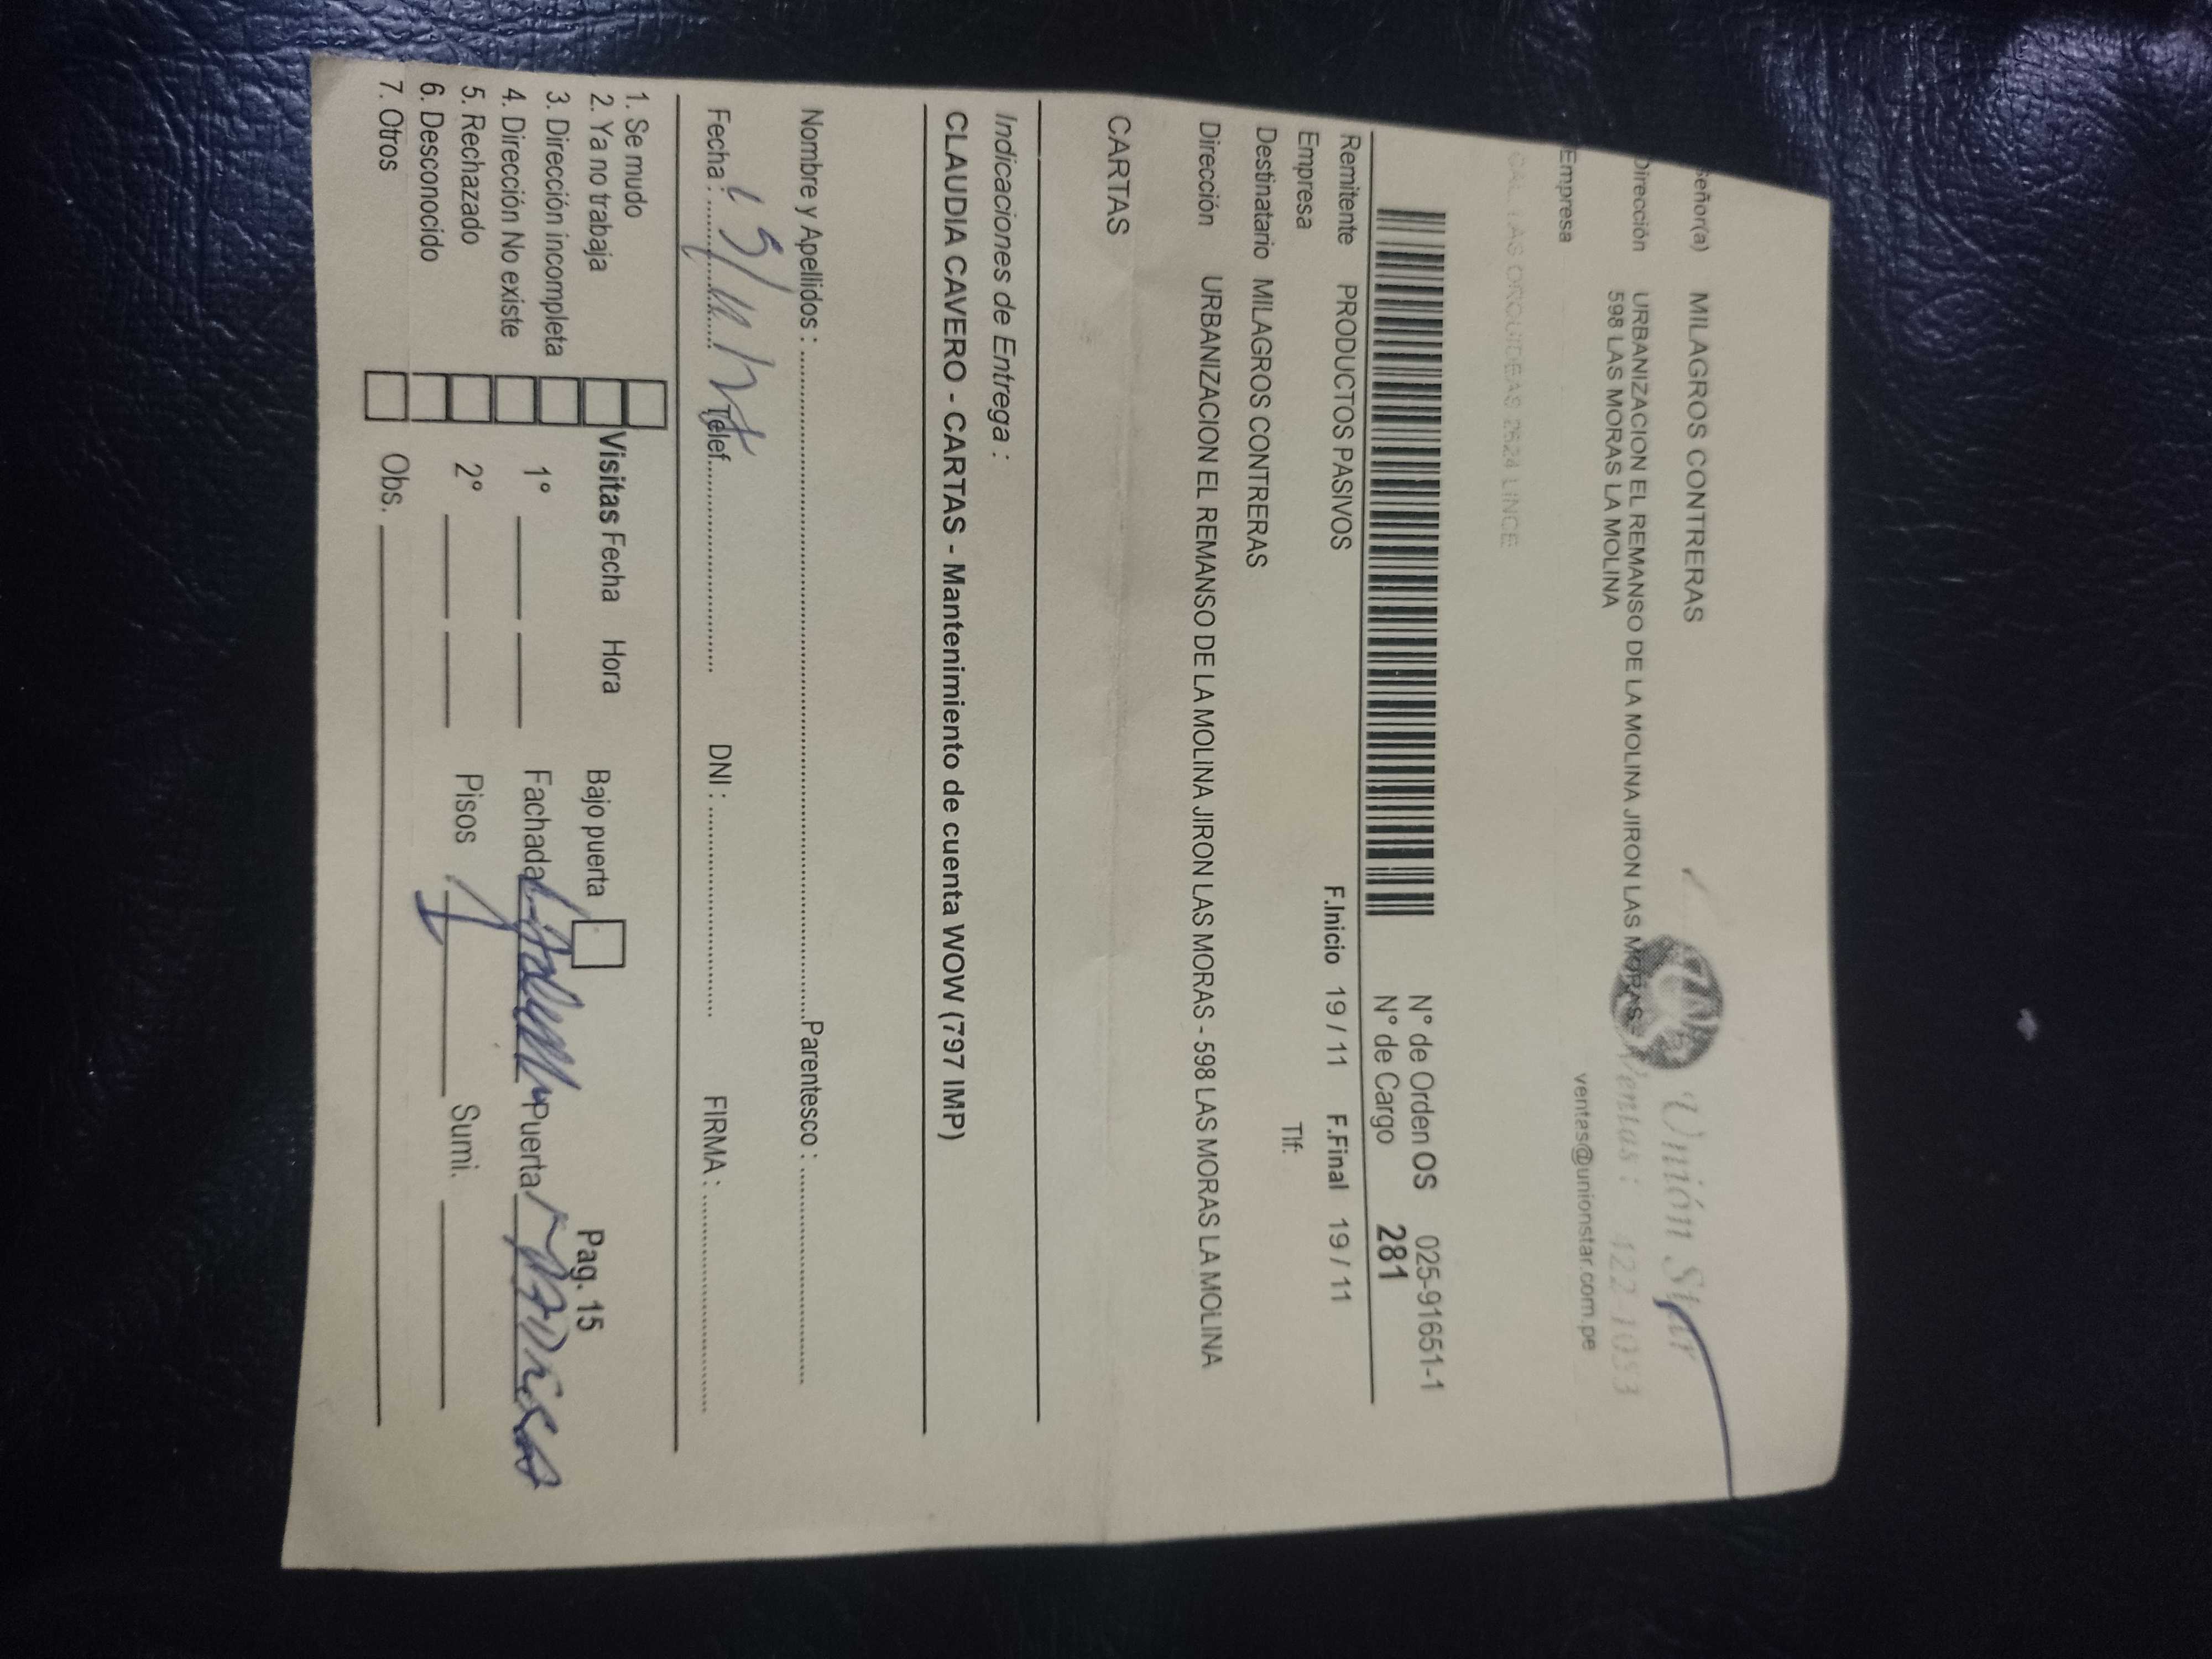 Unión Star
Señor(a) MILAGROS CONTRERAS
Dirección URBANIZACION EL REMANSO DE LA MOLINA JIRON LAS MORAS -
598 LAS MORAS LA MOLINA
Ventas : 422-1053
ventas@unionstar.com.pe
Empresa
CAL LAS ORQUIDEAS 2624 LINCE
N° de Orden OS 025-91651-1
N° de Cargo 281
Remitente PRODUCTOS PASIVOS F.Inicio 19 / 11 F.Final 19 / 11
Empresa Tlf:
Destinatario MILAGROS CONTRERAS
Dirección URBANIZACION EL REMANSO DE LA MOLINA JIRON LAS MORAS - 598 LAS MORAS LA MOLINA
CARTAS
Indicaciones de Entrega :
CLAUDIA CAVERO - CARTAS - Mantenimiento de cuenta WOW (797 IMP)
Nombre y Apellidos : Parentesco :
Fecha : Telef. DNI : FIRMA :
1. Se mudo
2. Ya no trabaja
3. Dirección incompleta
4. Dirección No existe
5. Rechazado
6. Desconocido
7. Otros
Visitas Fecha Hora
1°
2°
Obs.
Bajo puerta Pag. 15
Fachada Puerta
Pisos 1 Sumi.